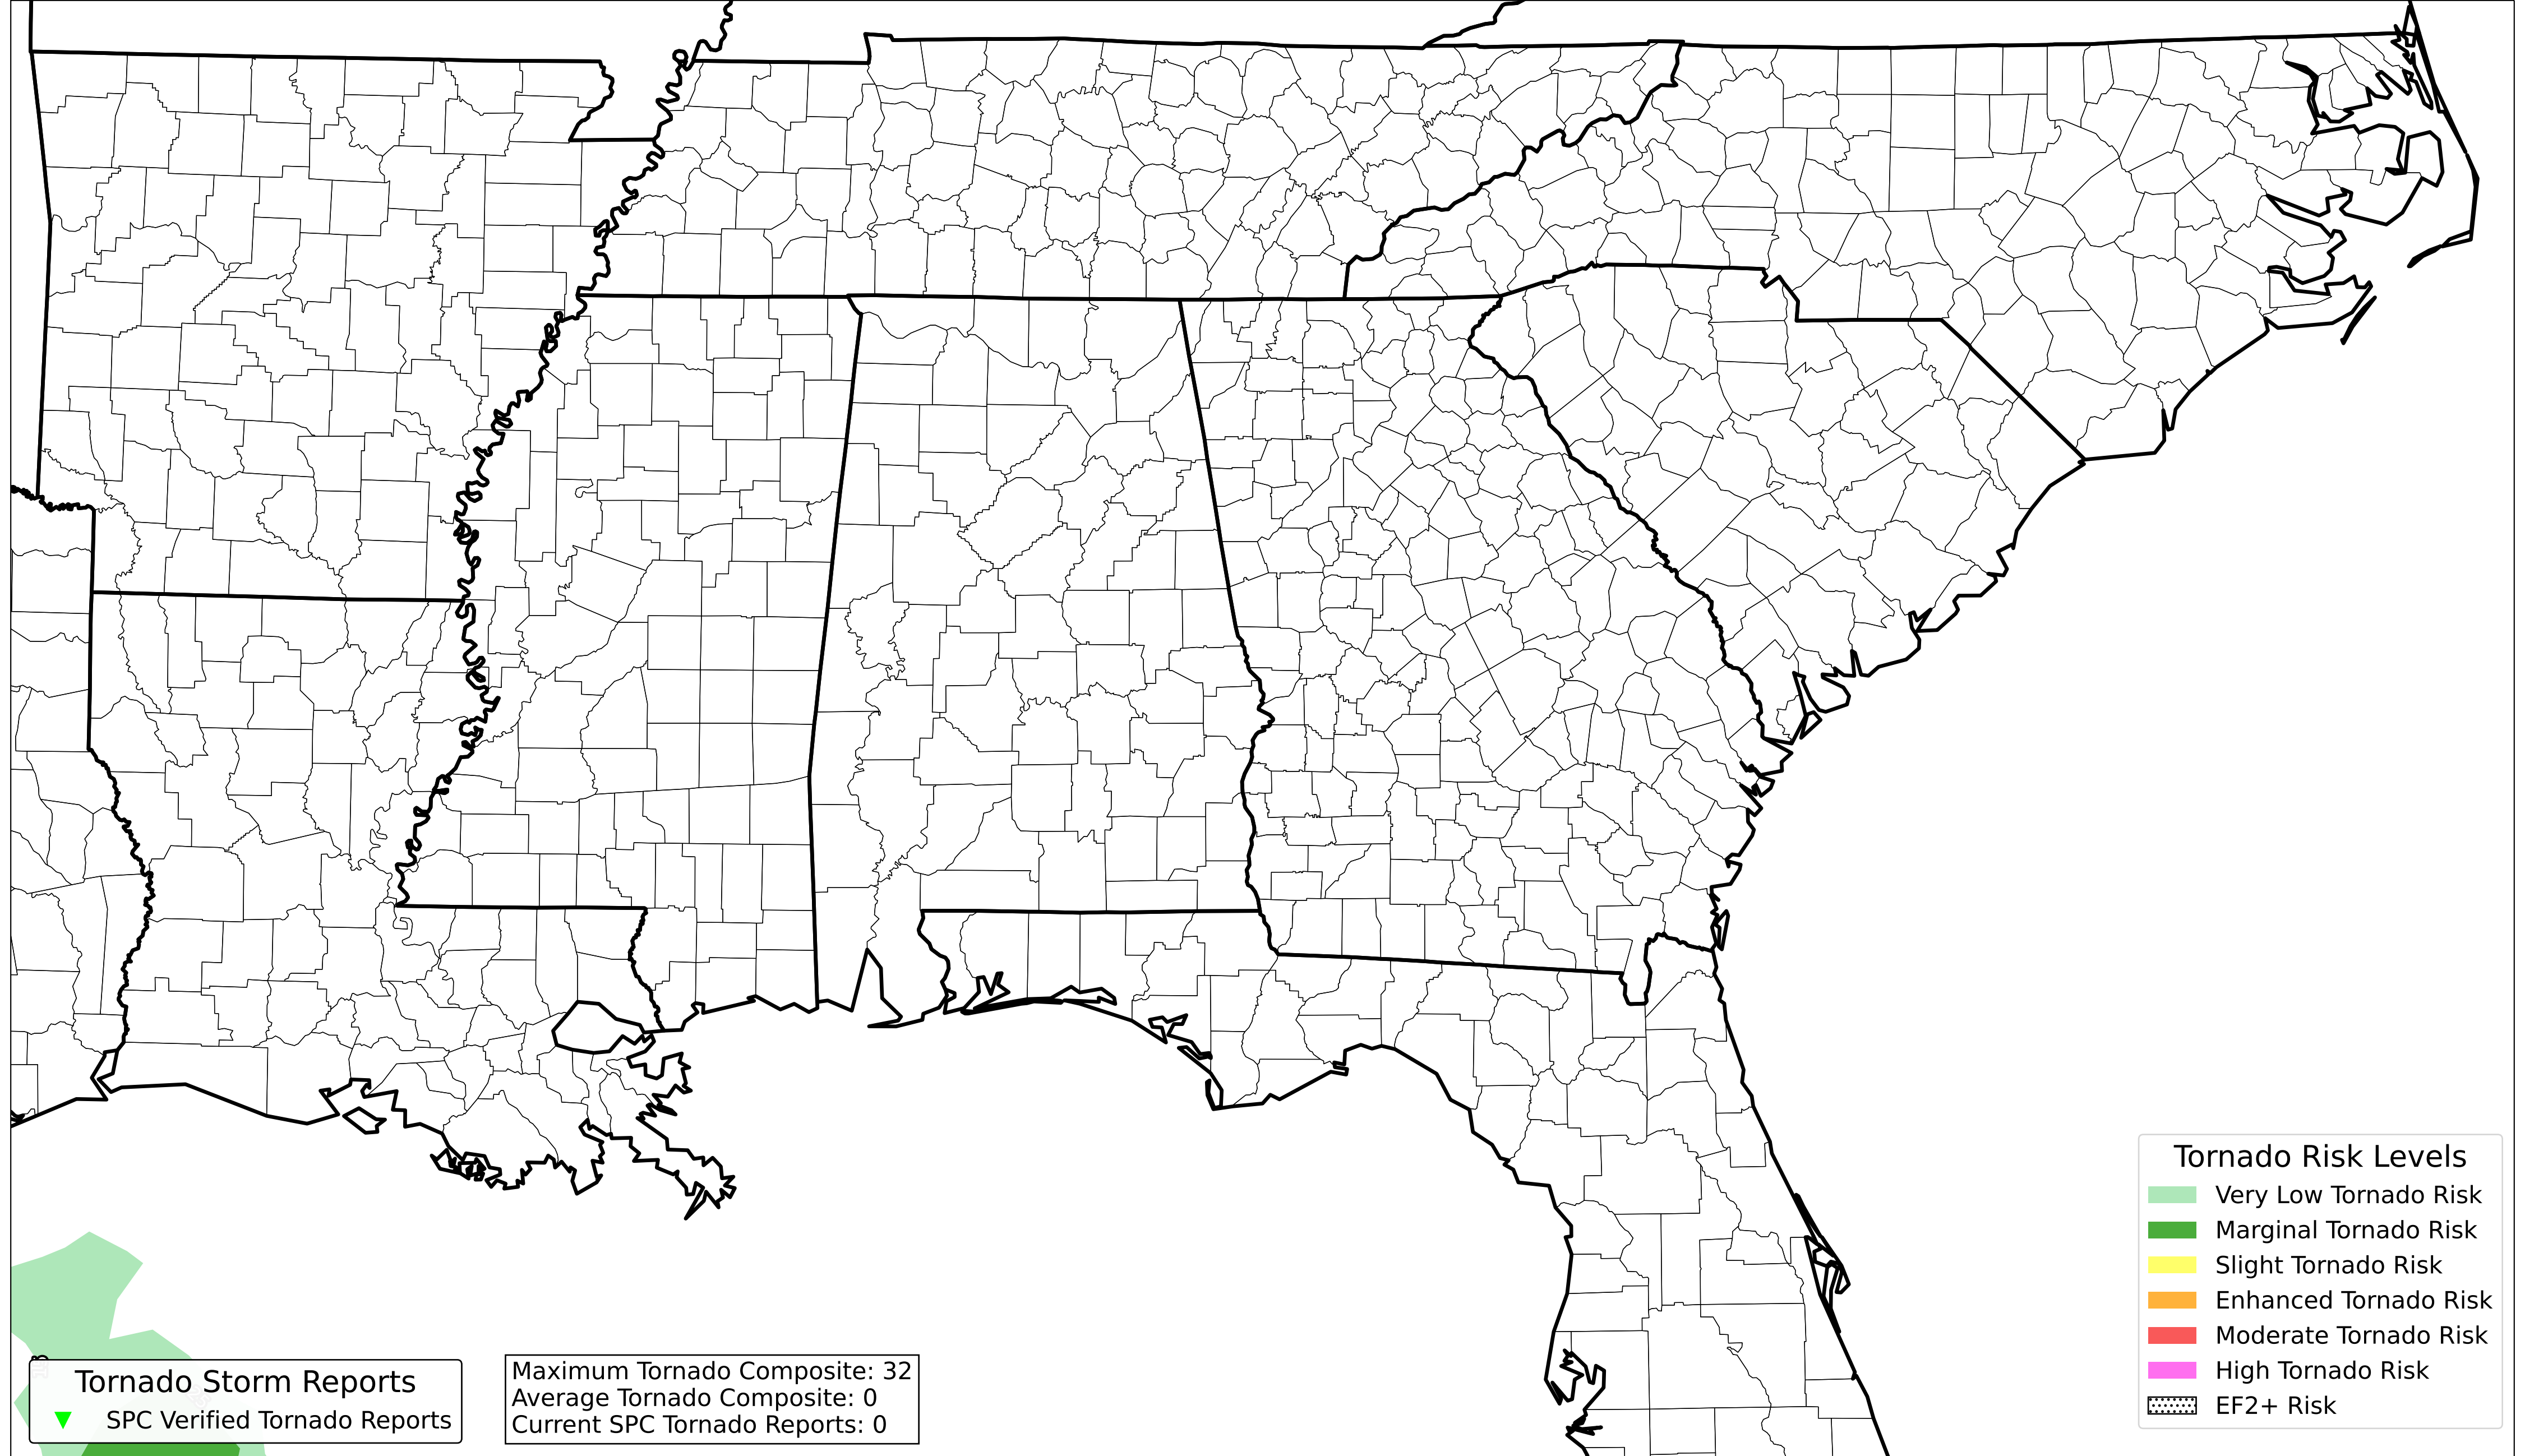 Tornado Storm Reports
SPC Verified Tornado Reports
Maximum Tornado Composite: 32
Average Tornado Composite: 0
Current SPC Tornado Reports: 0
Tornado Risk Levels
Very Low Tornado Risk
Marginal Tornado Risk
Slight Tornado Risk
Enhanced Tornado Risk
Moderate Tornado Risk
High Tornado Risk
EF2+ Risk